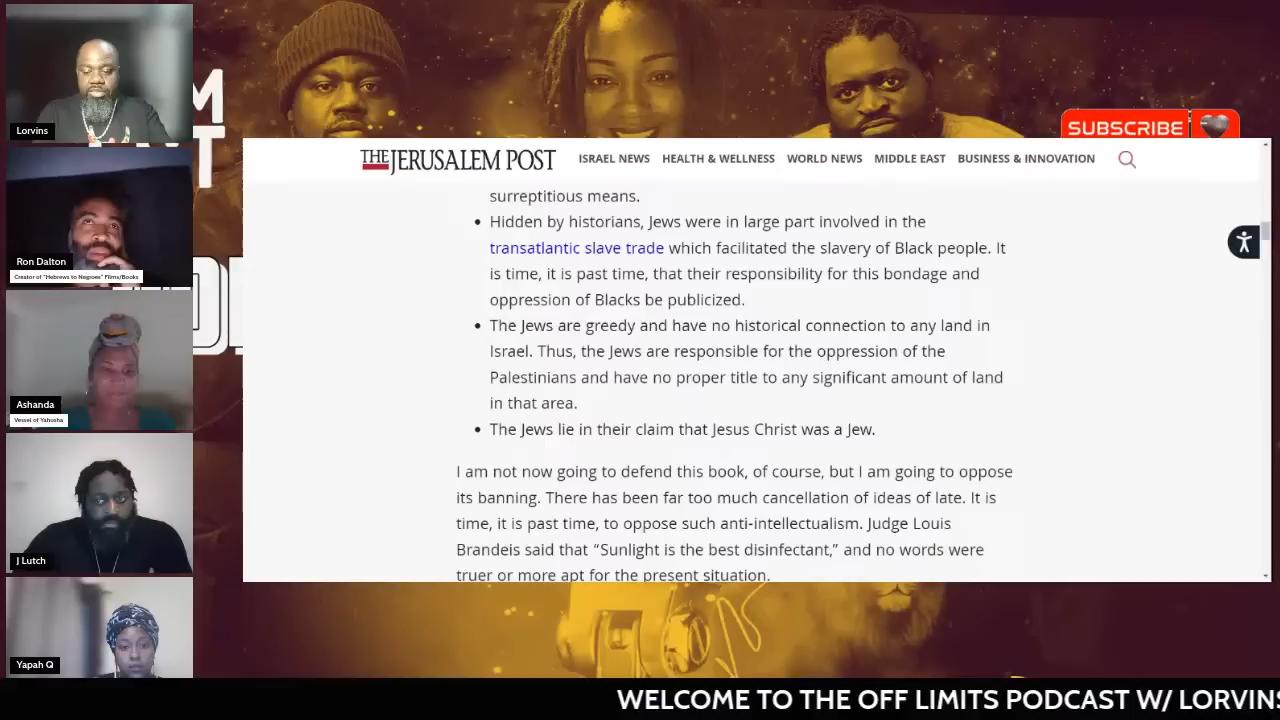 Lorvins
Ron Dalton
Creator of "Hebrews to Negroes" Films/Books
Ashanda
Vessel of Yahusha
J Lutch
Yapah Q
SUBSCRIBE
THE JERUSALEM POST
ISRAEL NEWS HEALTH & WELLNESS WORLD NEWS MIDDLE EAST BUSINESS & INNOVATION
surreptitious means.
• Hidden by historians, Jews were in large part involved in the
transatlantic slave trade which facilitated the slavery of Black people. It
is time, it is past time, that their responsibility for this bondage and
oppression of Blacks be publicized.
• The Jews are greedy and have no historical connection to any land in
Israel. Thus, the Jews are responsible for the oppression of the
Palestinians and have no proper title to any significant amount of land
in that area.
• The Jews lie in their claim that Jesus Christ was a Jew.
I am not now going to defend this book, of course, but I am going to oppose
its banning. There has been far too much cancellation of ideas of late. It is
time, it is past time, to oppose such anti-intellectualism. Judge Louis
Brandeis said that “Sunlight is the best disinfectant,” and no words were
truer or more apt for the present situation.
WELCOME TO THE OFF LIMITS PODCAST W/ LORVINS